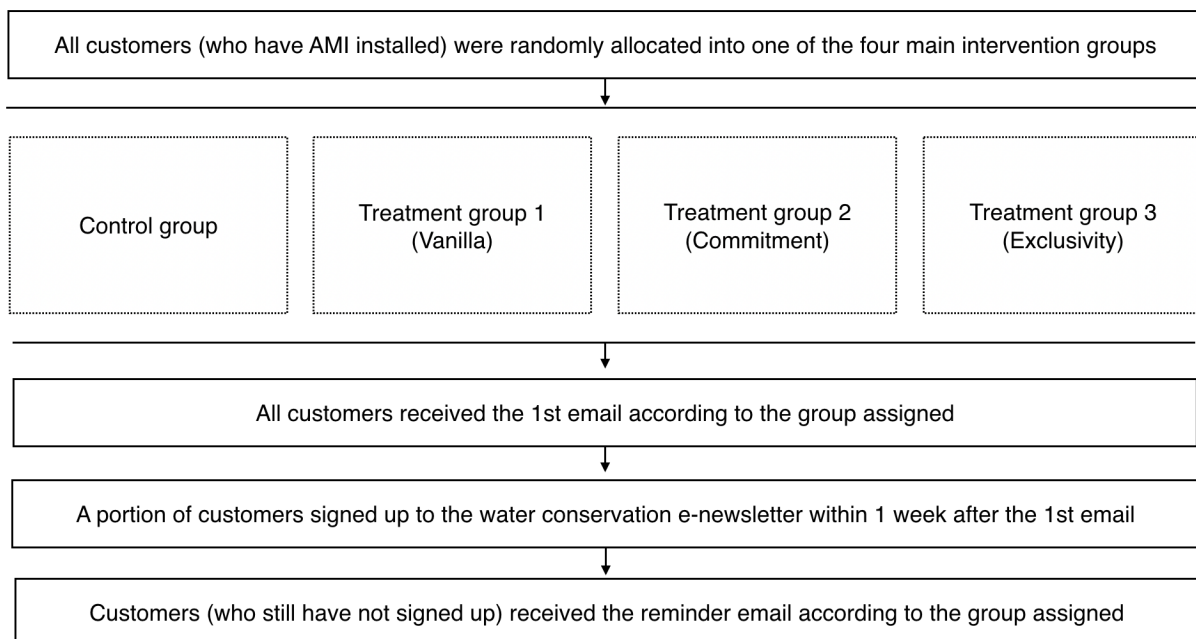 All customers (who have AMI installed) were randomly allocated into one of the four main intervention groups
Control group
Treatment group 1
(Vanilla)
Treatment group 2
(Commitment)
Treatment group 3
(Exclusivity)
All customers received the 1st email according to the group assigned
A portion of customers signed up to the water conservation e-newsletter within 1 week after the 1st email
Customers (who still have not signed up) received the reminder email according to the group assigned